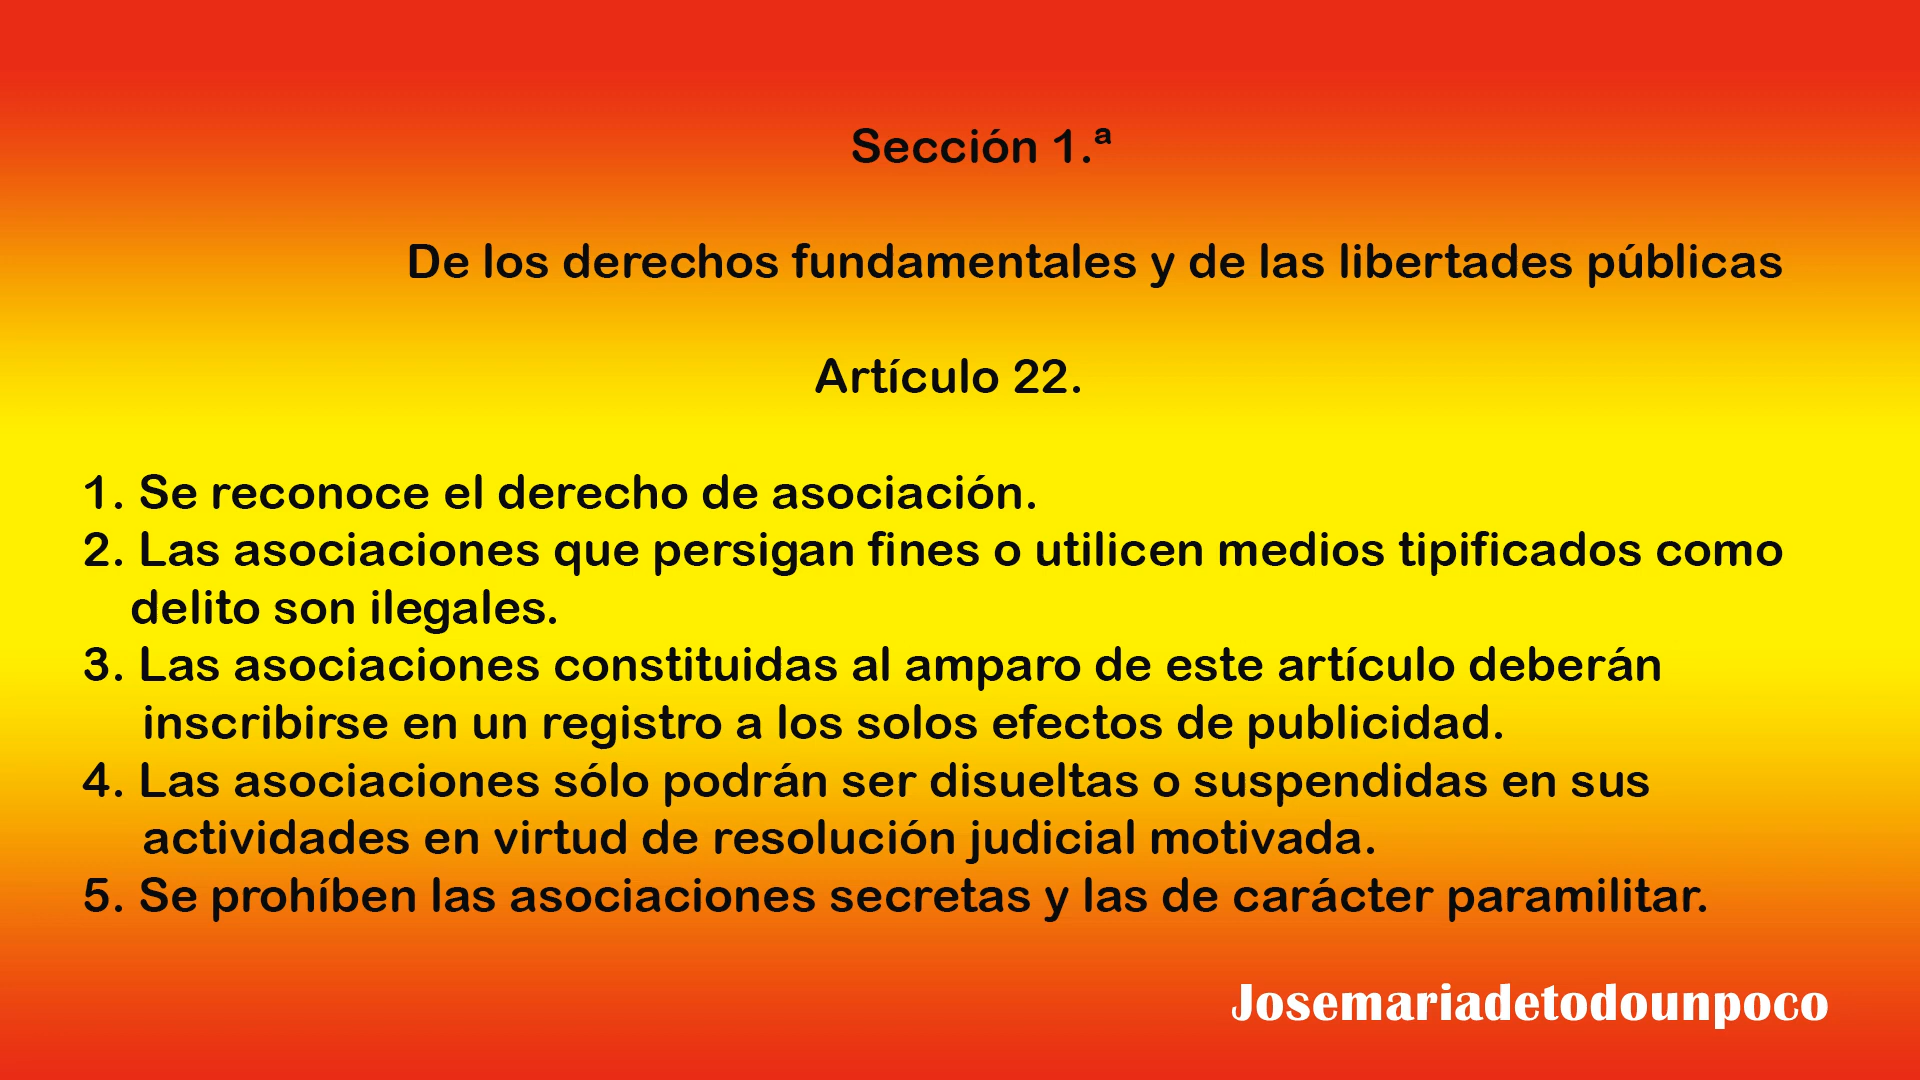 Sección 1.ª
De los derechos fundamentales y de las libertades públicas
Artículo 22.
1. Se reconoce el derecho de asociación.
2. Las asociaciones que persigan fines o utilicen medios tipificados como
delito son ilegales.
3. Las asociaciones constituidas al amparo de este artículo deberán
inscribirse en un registro a los solos efectos de publicidad.
4. Las asociaciones sólo podrán ser disueltas o suspendidas en sus
actividades en virtud de resolución judicial motivada.
5. Se prohíben las asociaciones secretas y las de carácter paramilitar.
Josemariadetodounpoco